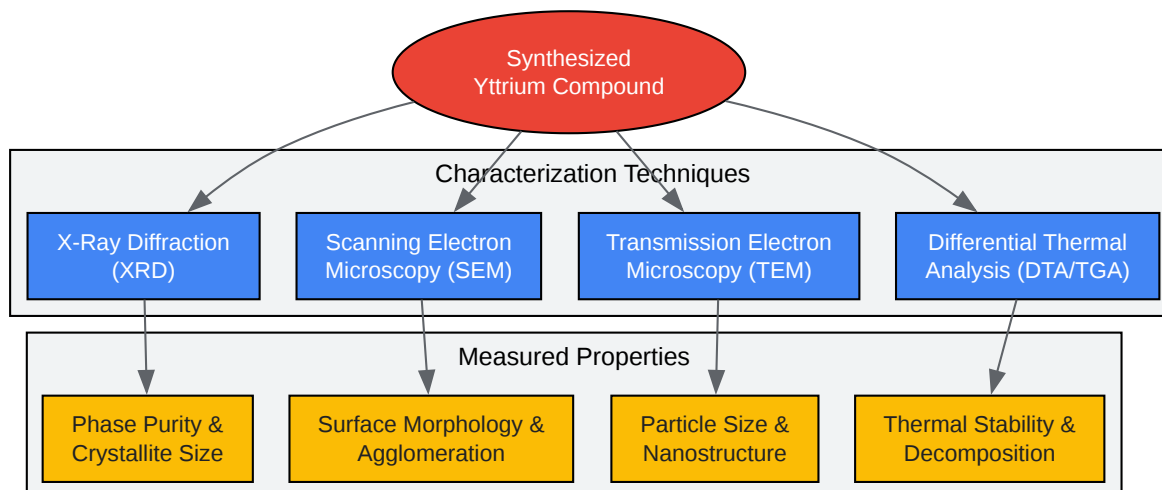 Synthesized
Yttrium Compound
Characterization Techniques
X-Ray Diffraction
(XRD)
Scanning Electron
Microscopy (SEM)
Transmission Electron
Microscopy (TEM)
Differential Thermal
Analysis (DTA/TGA)
Measured Properties
Phase Purity &
Crystallite Size
Surface Morphology &
Agglomeration
Particle Size &
Nanostructure
Thermal Stability &
Decomposition